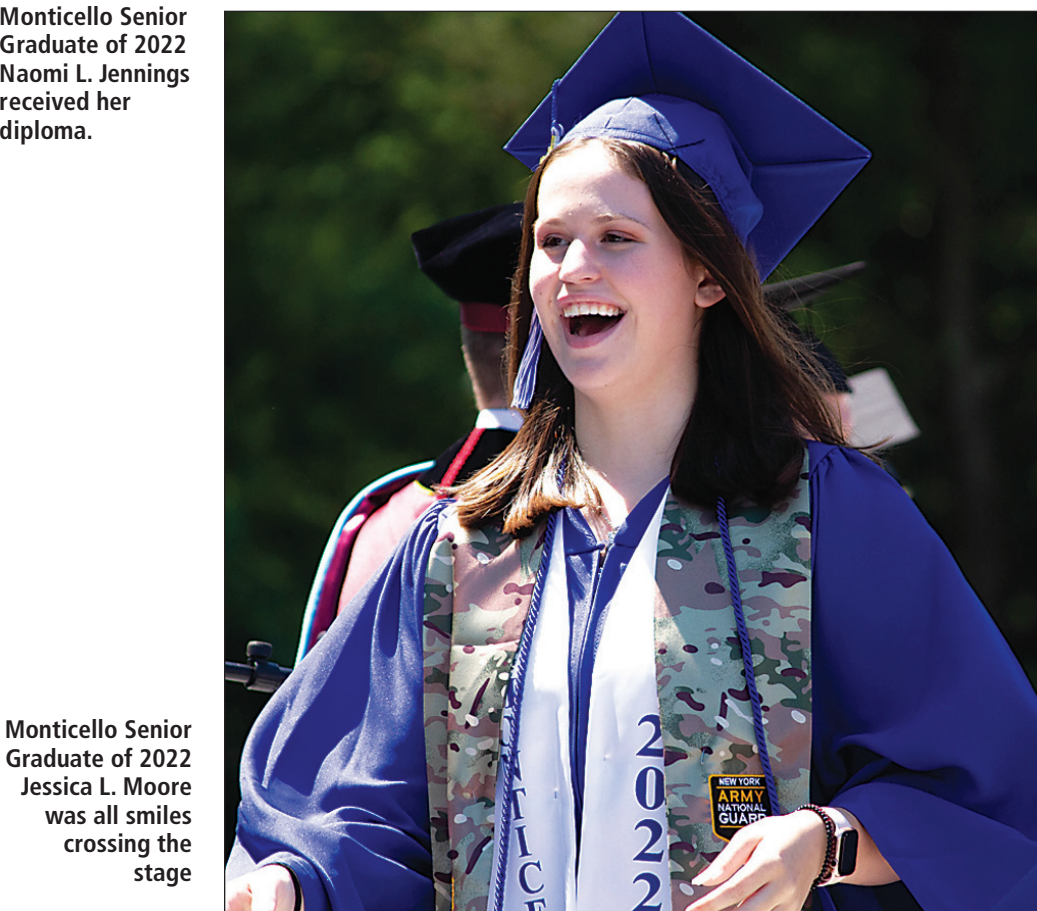 Monticello Senior
Graduate of 2022
Naomi L. Jennings
received her
diploma.
Monticello Senior
Graduate of 2022
Jessica L. Moore
was all smiles
crossing the
stage
2022
NEW YORK
ARMY
NATIONAL
GUARD